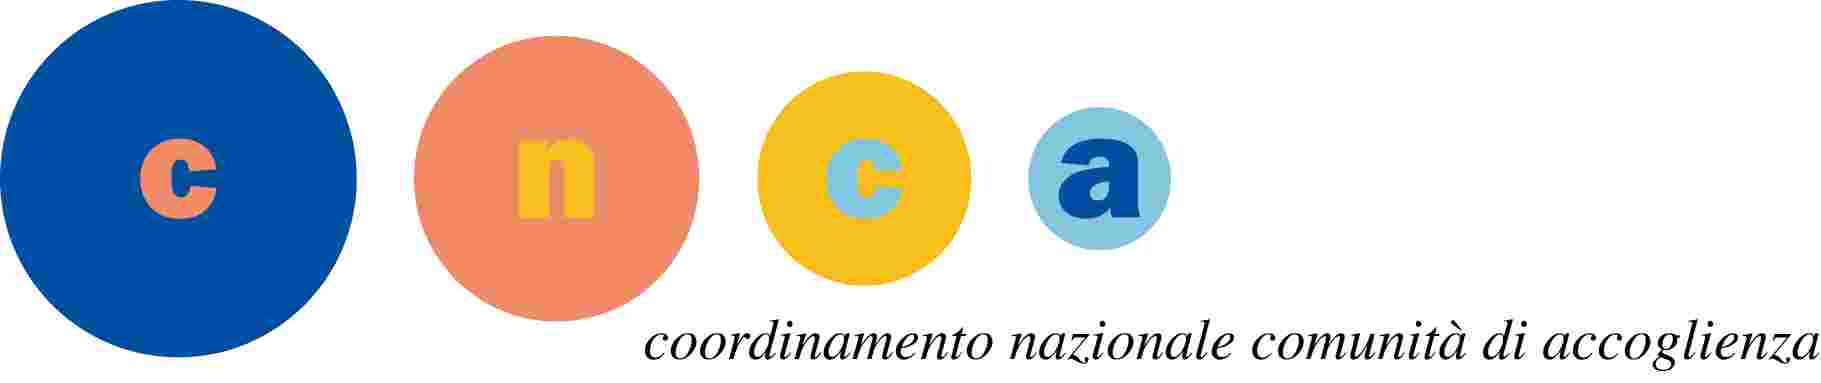 c n c a
coordinamento nazionale comunità di accoglienza